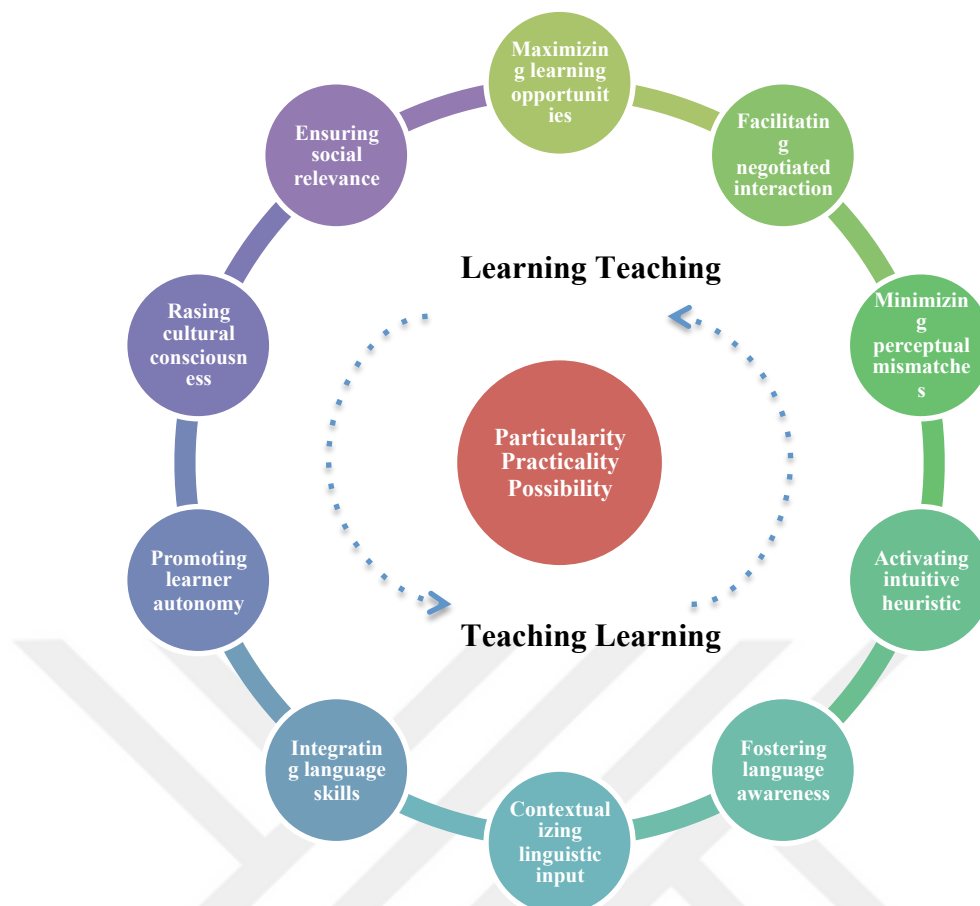 Maximizin
g learning
opportunit
ies
Facilitatin
g
negotiated
interaction
Minimizin
g
perceptual
mismatche
s
Activating
intuitive
heuristic
Fostering
language
awareness
Contextual
izing
linguistic
input
Integratin
g language
skills
Promoting
learner
autonomy
Rasing
cultural
consciousn
ess
Ensuring
social
relevance
Learning Teaching
Particularity
Practicality
Possibility
Teaching Learning